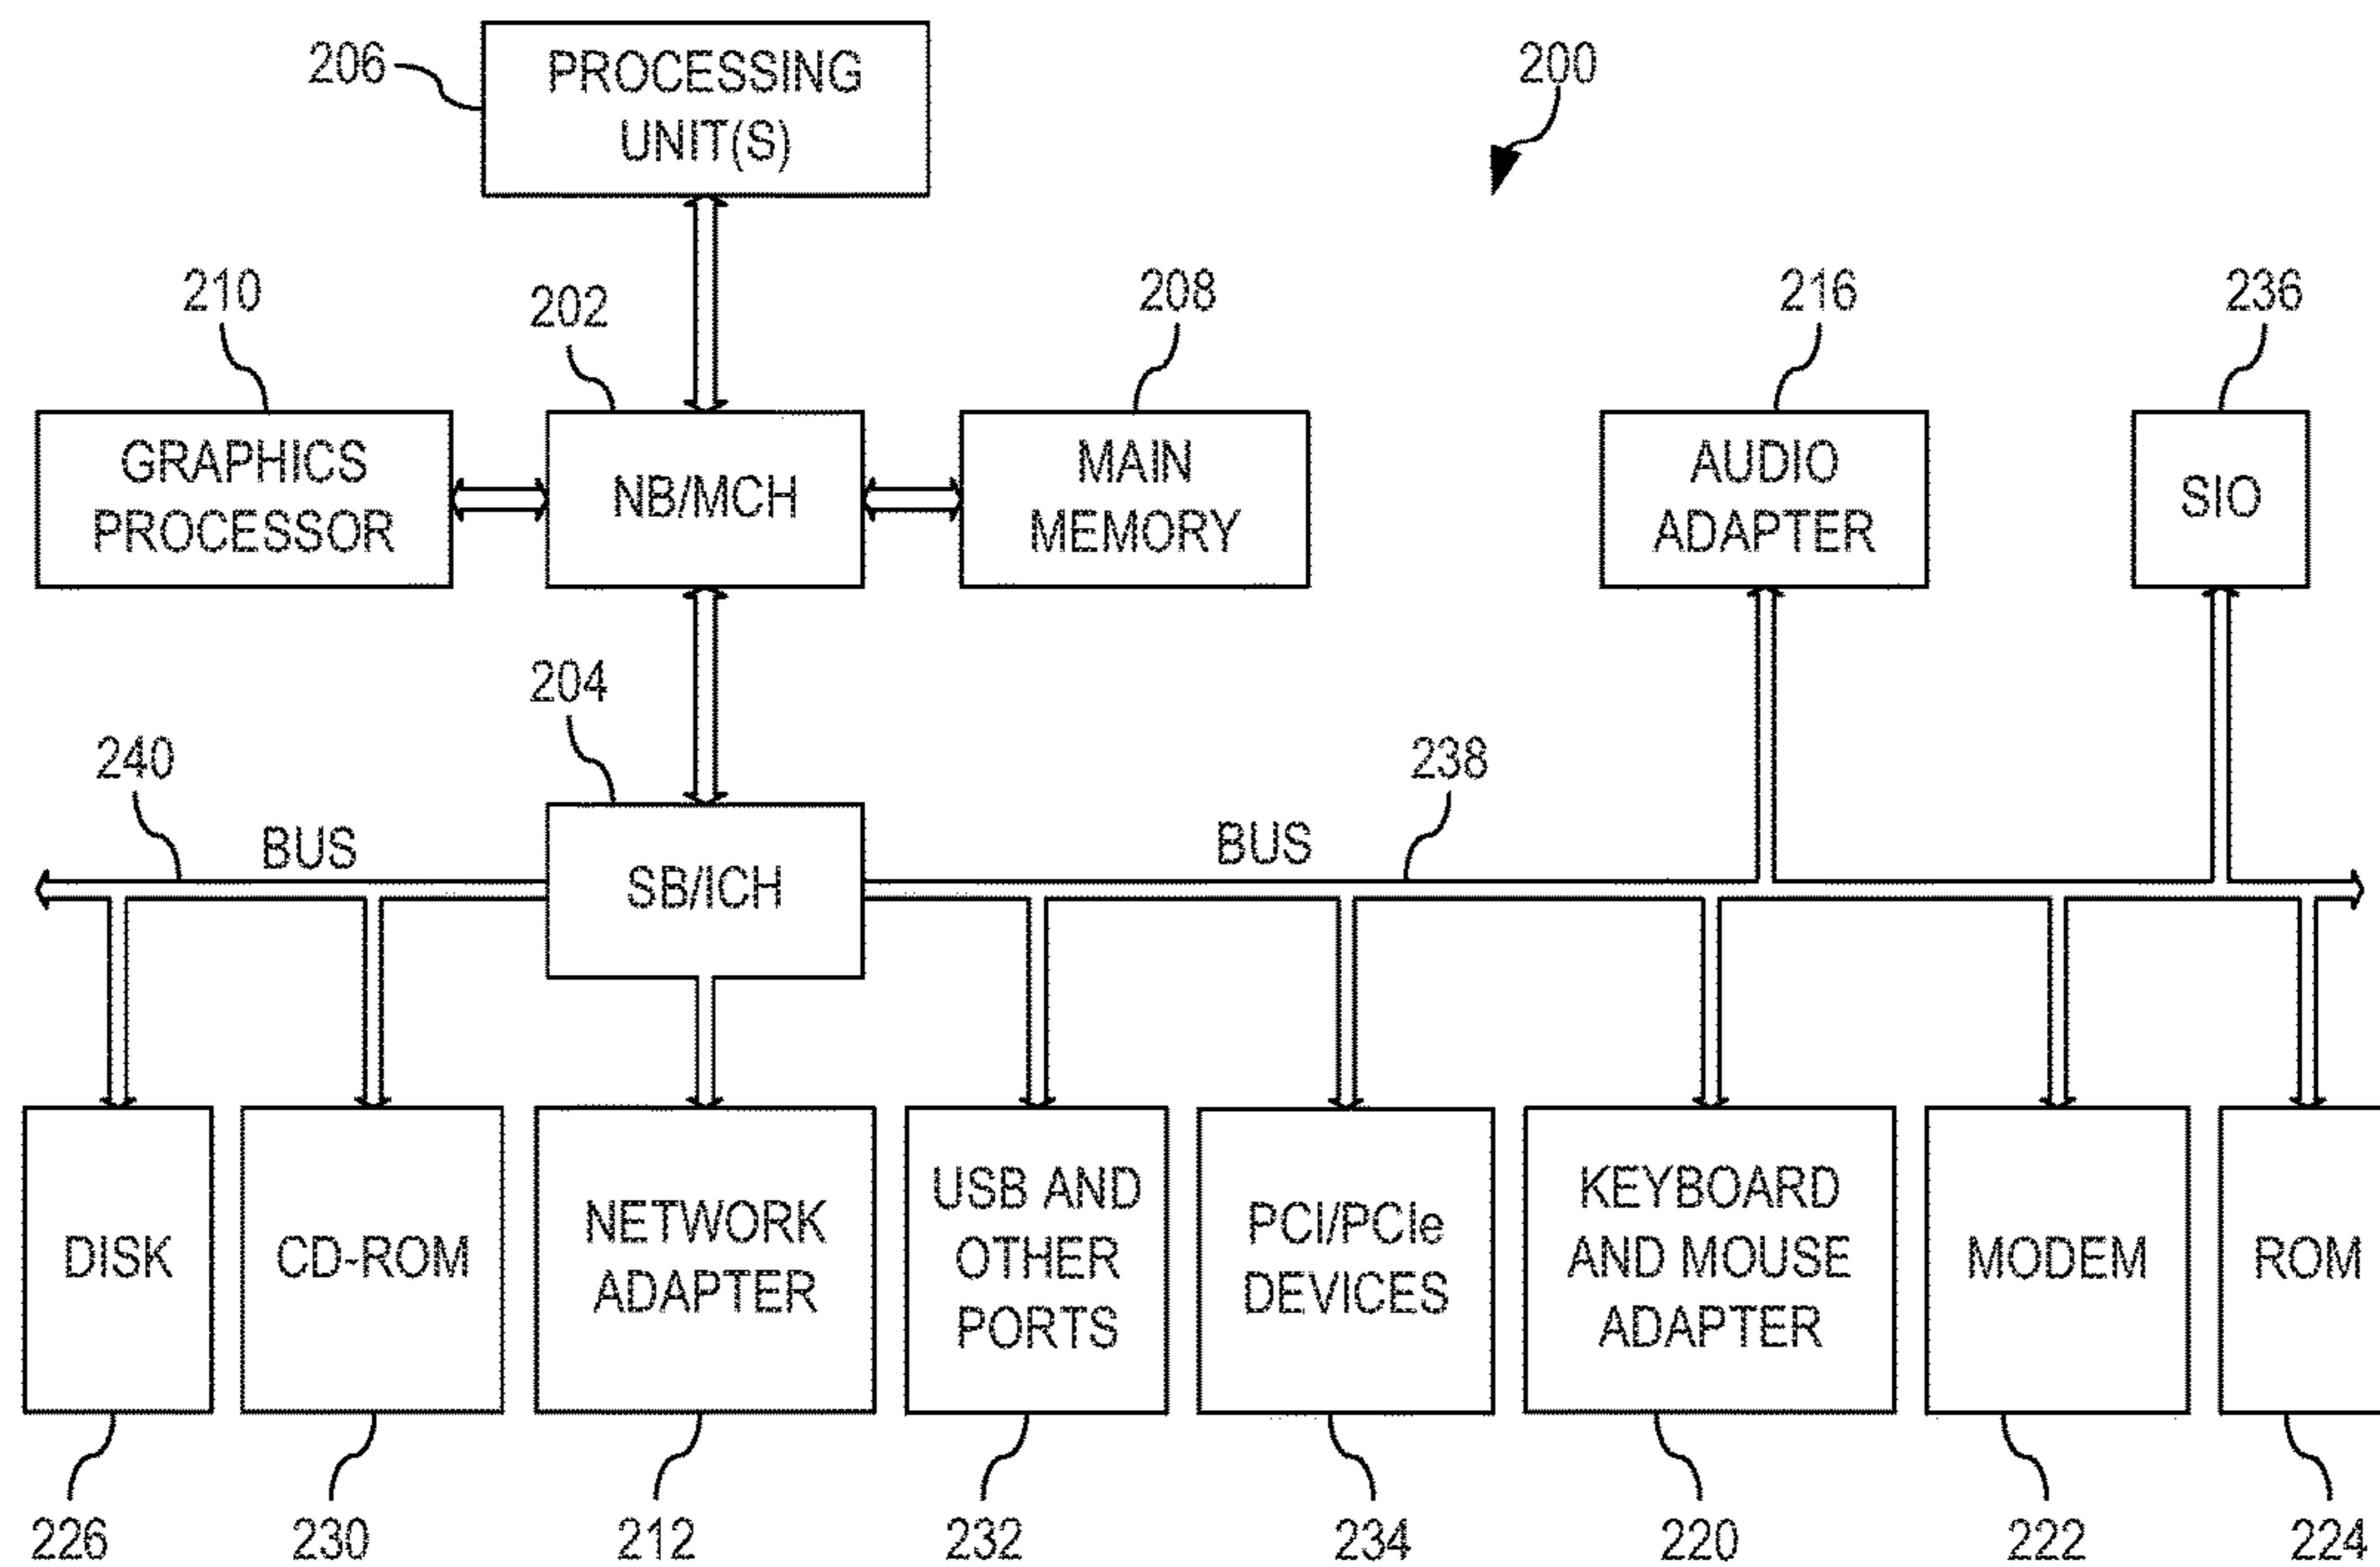 206
PROCESSING
UNIT(S)
200
210
202
208
216
236
GRAPHICS
PROCESSOR
NB/MCH
MAIN
MEMORY
AUDIO
ADAPTER
SIO
204
240
238
BUS
BUS
SB/ICH
DISK
CD-ROM
NETWORK
ADAPTER
USB AND
OTHER
PORTS
PCI/PCIe
DEVICES
KEYBOARD
AND MOUSE
ADAPTER
MODEM
ROM
226
230
212
232
234
220
222
224